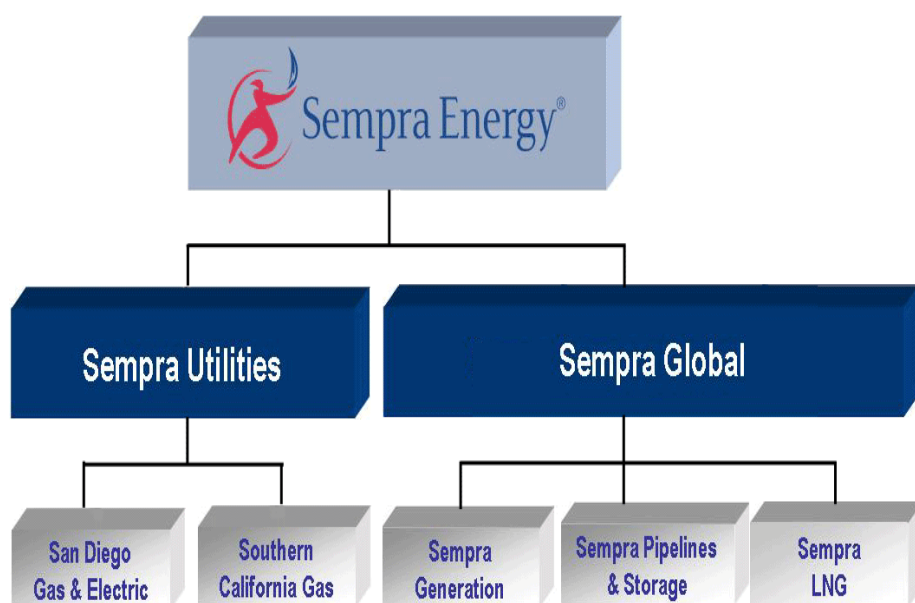 Sempra Energy®
Sempra Utilities
Sempra Global
San Diego
Gas & Electric
Southern
California Gas
Sempra
Generation
Sempra Pipelines
& Storage
Sempra
LNG